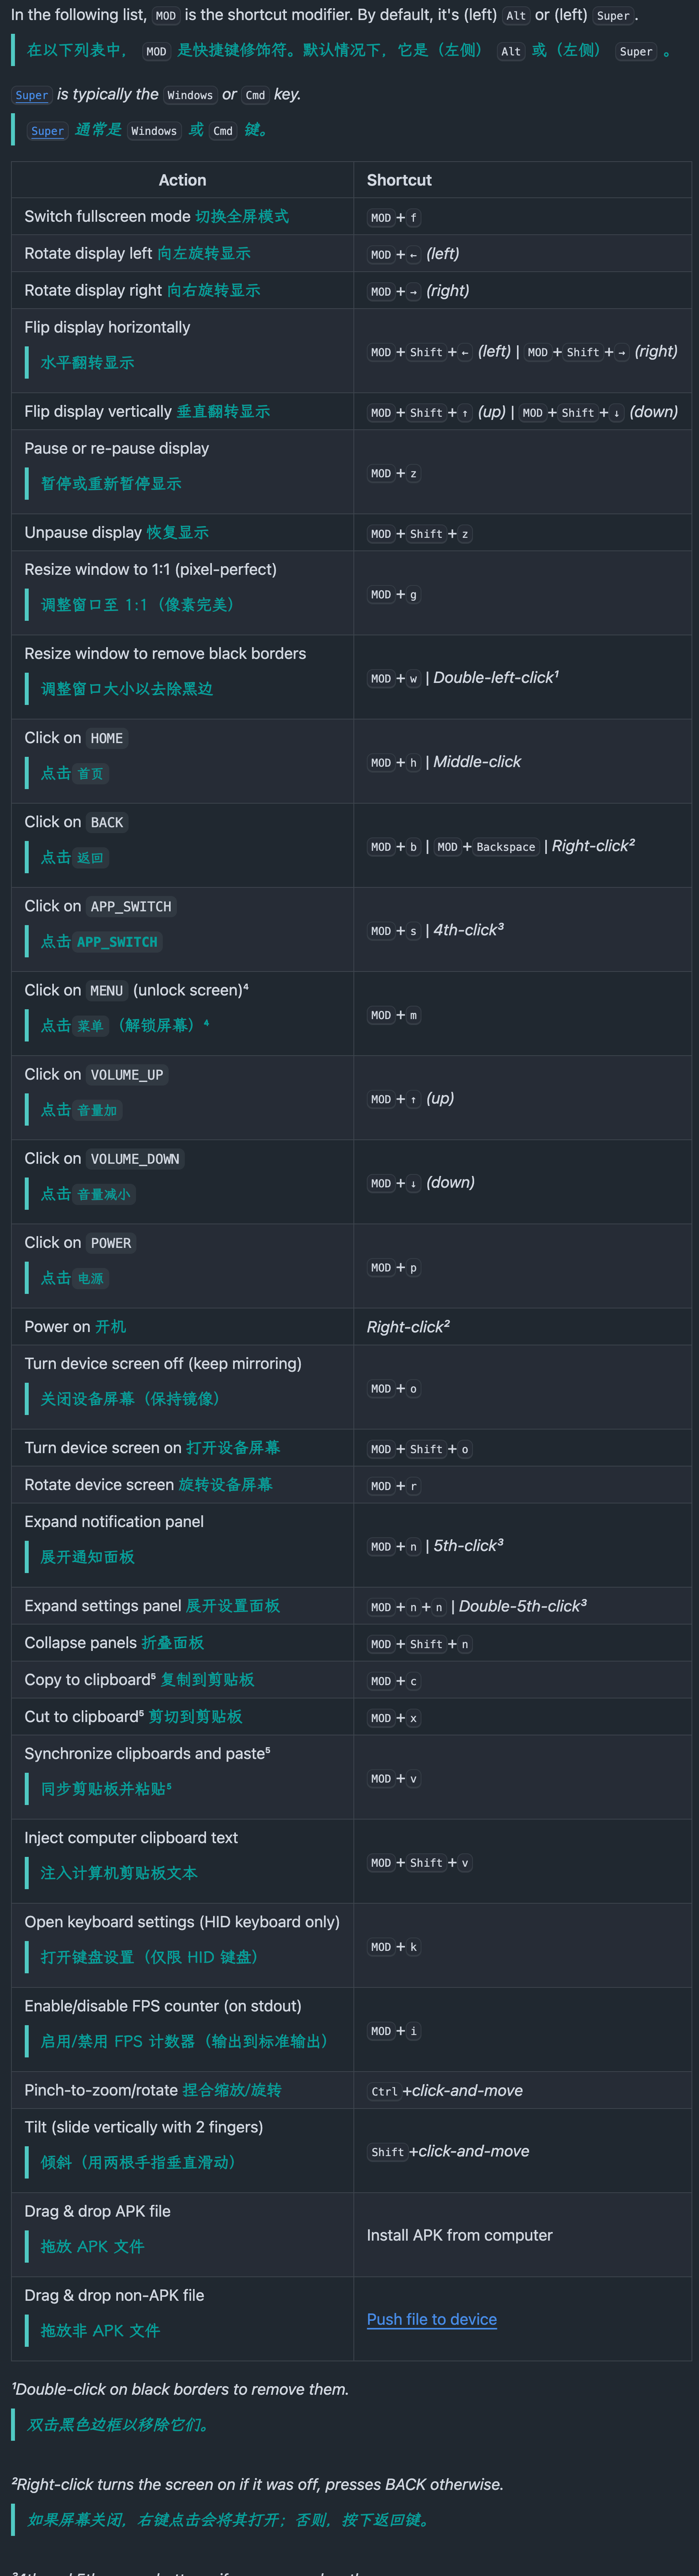 In the following list, MOD is the shortcut modifier. By default, it's (left) Alt or (left) Super.
在以下列表中， MOD 是快捷键修饰符。默认情况下，它是（左侧） Alt 或（左侧） Super 。
Super is typically the Windows or Cmd key.
Super 通常是 Windows 或 Cmd 键。
Action Shortcut
Switch fullscreen mode 切换全屏模式 MOD+f
Rotate display left 向左旋转显示 MOD+← (left)
Rotate display right 向右旋转显示 MOD+→ (right)
Flip display horizontally
水平翻转显示
MOD+Shift+← (left) | MOD+Shift+→ (right)
Flip display vertically 垂直翻转显示 MOD+Shift+↑ (up) | MOD+Shift+↓ (down)
Pause or re-pause display
暂停或重新暂停显示
MOD+z
Unpause display 恢复显示 MOD+Shift+z
Resize window to 1:1 (pixel-perfect)
调整窗口至 1:1（像素完美）
MOD+g
Resize window to remove black borders
调整窗口大小以去除黑边
MOD+w | Double-left-click¹
Click on HOME
点击首页
MOD+h | Middle-click
Click on BACK
点击返回
MOD+b | MOD+Backspace | Right-click²
Click on APP_SWITCH
点击APP_SWITCH
MOD+s | 4th-click³
Click on MENU (unlock screen)⁴
点击菜单（解锁屏幕）⁴
MOD+m
Click on VOLUME_UP
点击音量加
MOD+↑ (up)
Click on VOLUME_DOWN
点击音量减小
MOD+↓ (down)
Click on POWER
点击电源
MOD+p
Power on 开机 Right-click²
Turn device screen off (keep mirroring)
关闭设备屏幕（保持镜像）
MOD+o
Turn device screen on 打开设备屏幕 MOD+Shift+o
Rotate device screen 旋转设备屏幕 MOD+r
Expand notification panel
展开通知面板
MOD+n | 5th-click³
Expand settings panel 展开设置面板 MOD+n+n | Double-5th-click³
Collapse panels 折叠面板 MOD+Shift+n
Copy to clipboard⁵ 复制到剪贴板 MOD+c
Cut to clipboard⁵ 剪切到剪贴板 MOD+x
Synchronize clipboards and paste⁵
同步剪贴板并粘贴⁵
MOD+v
Inject computer clipboard text
注入计算机剪贴板文本
MOD+Shift+v
Open keyboard settings (HID keyboard only)
打开键盘设置（仅限 HID 键盘）
MOD+k
Enable/disable FPS counter (on stdout)
启用/禁用 FPS 计数器（输出到标准输出）
MOD+i
Pinch-to-zoom/rotate 捏合缩放/旋转 Ctrl+click-and-move
Tilt (slide vertically with 2 fingers)
倾斜（用两根手指垂直滑动）
Shift+click-and-move
Drag & drop APK file
拖放 APK 文件
Install APK from computer
Drag & drop non-APK file
拖放非 APK 文件
Push file to device
¹Double-click on black borders to remove them.
双击黑色边框以移除它们。
²Right-click turns the screen on if it was off, presses BACK otherwise.
如果屏幕关闭，右键点击会将其打开；否则，按下返回键。